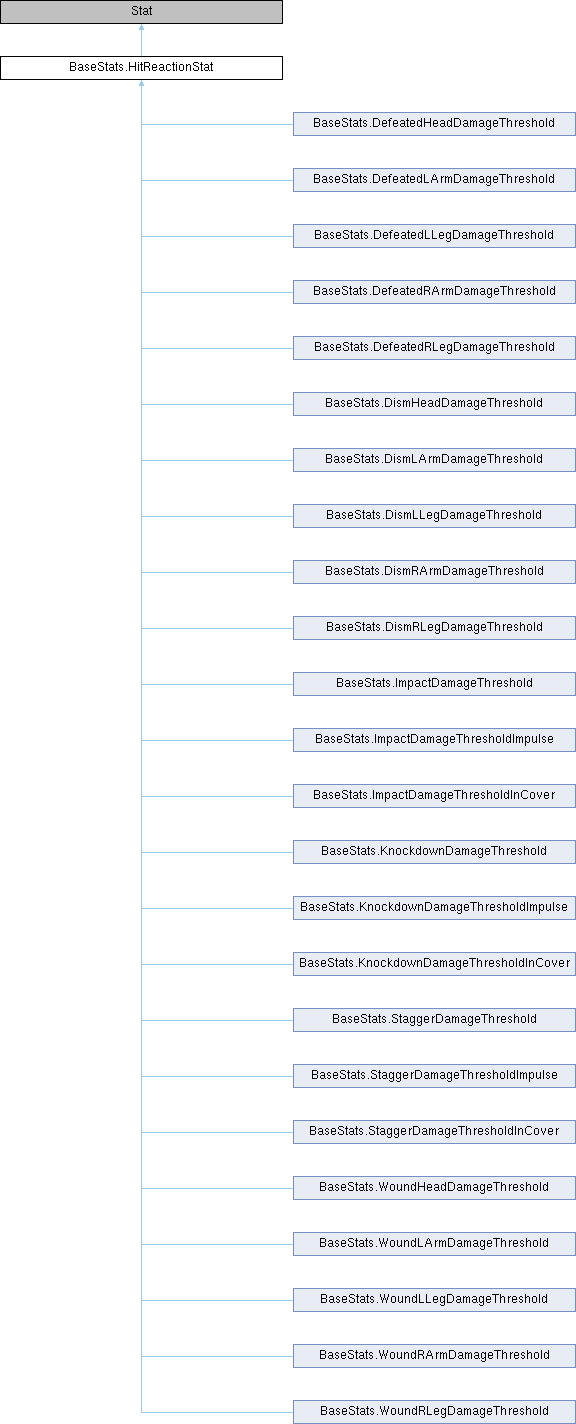 Stat
BaseStats.HitReactionStat
BaseStats.DefeatedHeadDamageThreshold
BaseStats.DefeatedLArmDamageThreshold
BaseStats.DefeatedLLegDamageThreshold
BaseStats.DefeatedRArmDamageThreshold
BaseStats.DefeatedRLegDamageThreshold
BaseStats.DismHeadDamageThreshold
BaseStats.DismLArmDamageThreshold
BaseStats.DismLLegDamageThreshold
BaseStats.DismRArmDamageThreshold
BaseStats.DismRLegDamageThreshold
BaseStats.ImpactDamageThreshold
BaseStats.ImpactDamageThresholdImpulse
BaseStats.ImpactDamageThresholdInCover
BaseStats.KnockdownDamageThreshold
BaseStats.KnockdownDamageThresholdImpulse
BaseStats.KnockdownDamageThresholdInCover
BaseStats.StaggerDamageThreshold
BaseStats.StaggerDamageThresholdImpulse
BaseStats.StaggerDamageThresholdInCover
BaseStats.WoundHeadDamageThreshold
BaseStats.WoundLArmDamageThreshold
BaseStats.WoundLLegDamageThreshold
BaseStats.WoundRArmDamageThreshold
BaseStats.WoundRLegDamageThreshold